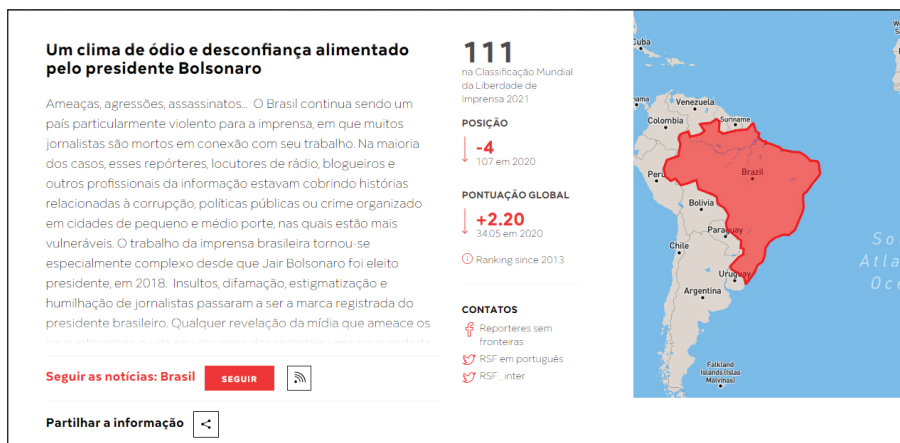 Um clima de ódio e desconfiança alimentado
pelo presidente Bolsonaro
Ameaças, agressões, assassinatos... O Brasil continua sendo um
país particularmente violento para a imprensa, em que muitos
jornalistas são mortos em conexão com seu trabalho. Na maioria
dos casos, esses repórteres, locutores de rádio, blogueiros e
outros profissionais da informação estavam cobrindo histórias
relacionadas à corrupção, políticas públicas ou crime organizado
em cidades de pequeno e médio porte, nas quais estão mais
vulneráveis. O trabalho da imprensa brasileira tornou-se
especialmente complexo desde que Jair Bolsonaro foi eleito
presidente, em 2018. Insultos, difamação, estigmatização e
humilhação de jornalistas passaram a ser a marca registrada do
presidente brasileiro. Qualquer revelação da mídia que ameace os
Seguir as notícias: Brasil
SEGUIR
Partilhar a informação
111
na Classificação Mundial
da Liberdade de
Imprensa 2021
POSIÇÃO
-4
107 em 2020
PONTUAÇÃO GLOBAL
+2.20
34.05 em 2020
Ranking since 2013
CONTATOS
Reporteres sem
fronteiras
RSF em português
RSF_inter
Cuba
Venezuela
Suriname
Colombia
Peru
Brazil
Bolivia
Paraguay
Chile
Uruguay
Argentina
Falkland
Islands (Islas
Malvinas)